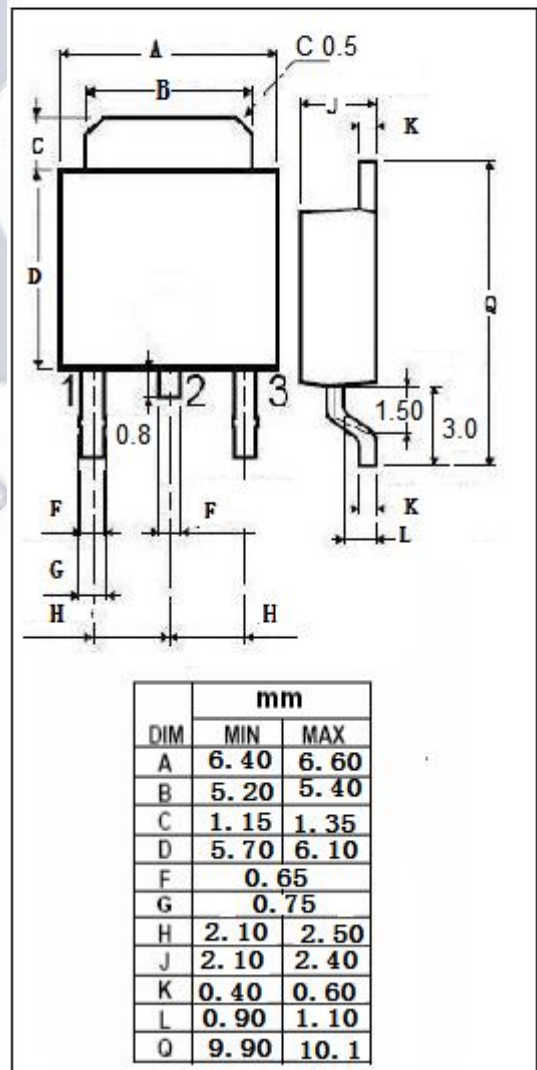 A
C 0.5
B
J
K
C
D
Q
1
2
3
0.8
1.50
3.0
F
F
K
L
G
H
H
mm
DIM MIN MAX
A 6.40 6.60
B 5.20 5.40
C 1.15 1.35
D 5.70 6.10
F 0.65
G 0.75
H 2.10 2.50
J 2.10 2.40
K 0.40 0.60
L 0.90 1.10
Q 9.90 10.1